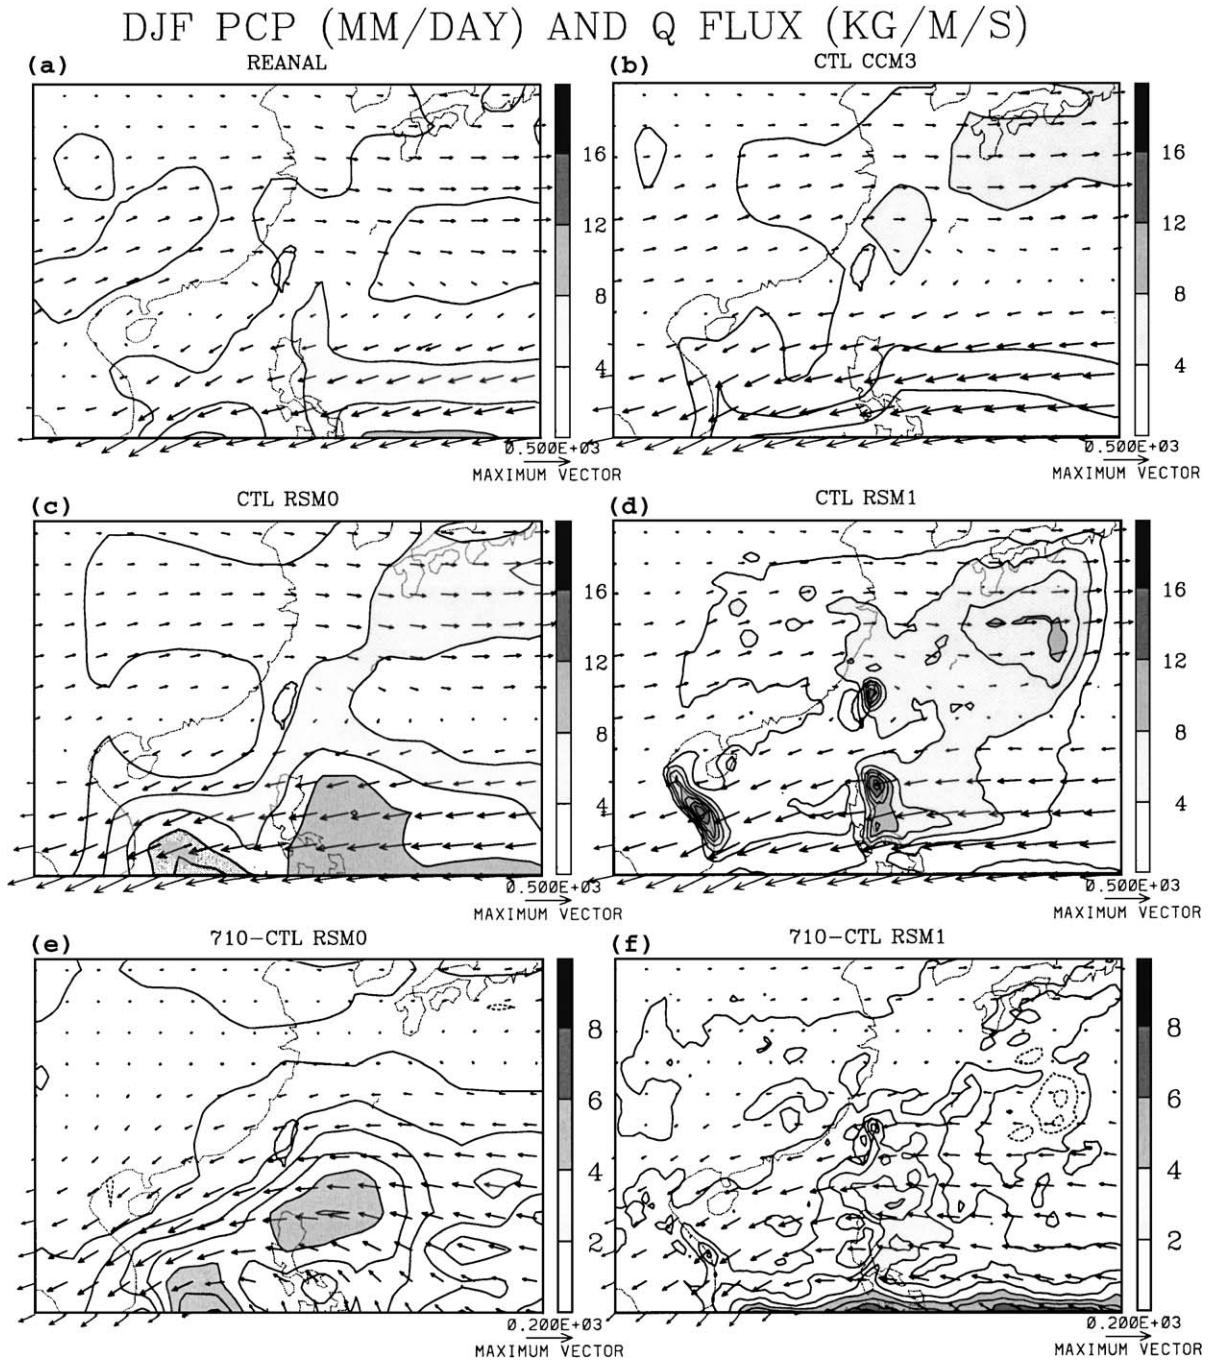 DJF PCP (MM/DAY) AND Q FLUX (KG/M/S)
(a) REANAL
16
12
8
4
0.500E+03
MAXIMUM VECTOR
(b) CTL CCM3
16
12
8
4
0.500E+03
MAXIMUM VECTOR
(c) CTL RSM0
16
12
8
4
0.500E+03
MAXIMUM VECTOR
(d) CTL RSM1
16
12
8
4
0.500E+03
MAXIMUM VECTOR
(e) 710-CTL RSM0
8
6
4
2
0.200E+03
MAXIMUM VECTOR
(f) 710-CTL RSM1
8
6
4
2
0.200E+03
MAXIMUM VECTOR